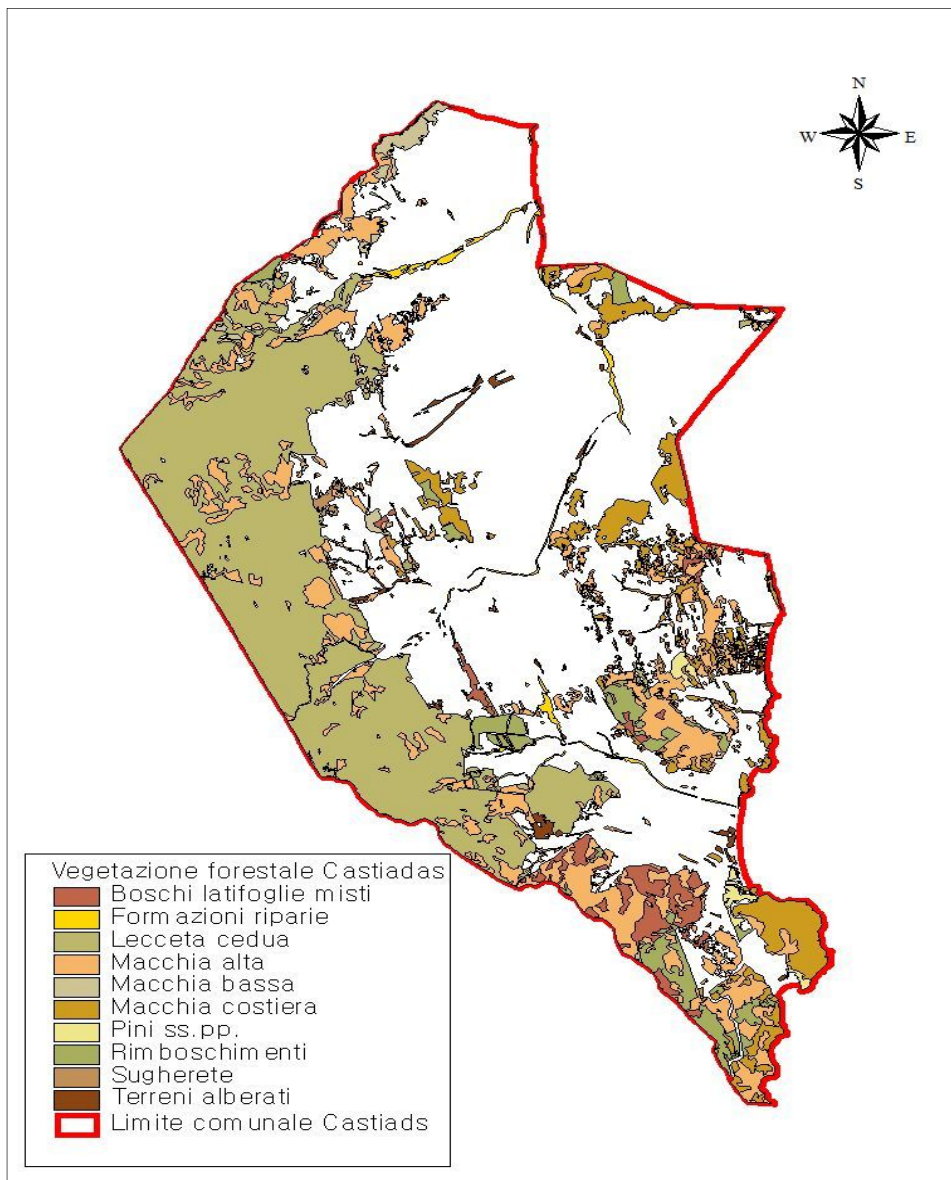 N
W E
S
Vegetazione forestale Castiadas
Boschi latifoglie misti
Formazioni riparie
Lecceta cedua
Macchia alta
Macchia bassa
Macchia costiera
Pini ss.pp.
Rimboschimenti
Sugherete
Terreni alberati
Limite comunale Castiads